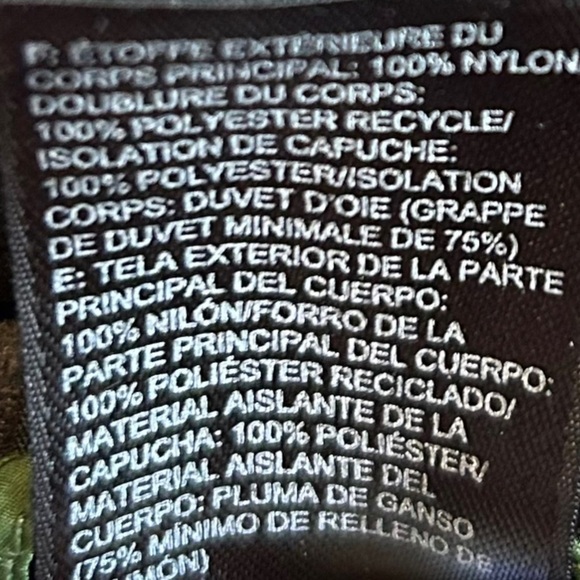 F: ÉTOFFE EXTÉRIEURE DU
CORPS PRINCIPAL: 100% NYLON
DOUBLURE DU CORPS:
100% POLYESTER RECYCLE/
ISOLATION DE CAPUCHE:
100% POLYESTER/ISOLATION
CORPS: DUVET D'OIE (GRAPPE
DE DUVET MINIMALE DE 75%)
E: TELA EXTERIOR DE LA PARTE
PRINCIPAL DEL CUERPO:
100% NILÓN/FORRO DE LA
PARTE PRINCIPAL DEL CUERPO:
100% POLIÉSTER RECICLADO/
MATERIAL AISLANTE DE LA
CAPUCHA: 100% POLIÉSTER/
MATERIAL AISLANTE DEL
CUERPO: PLUMA DE GANSO
(75% MÍNIMO DE RELLENO DE